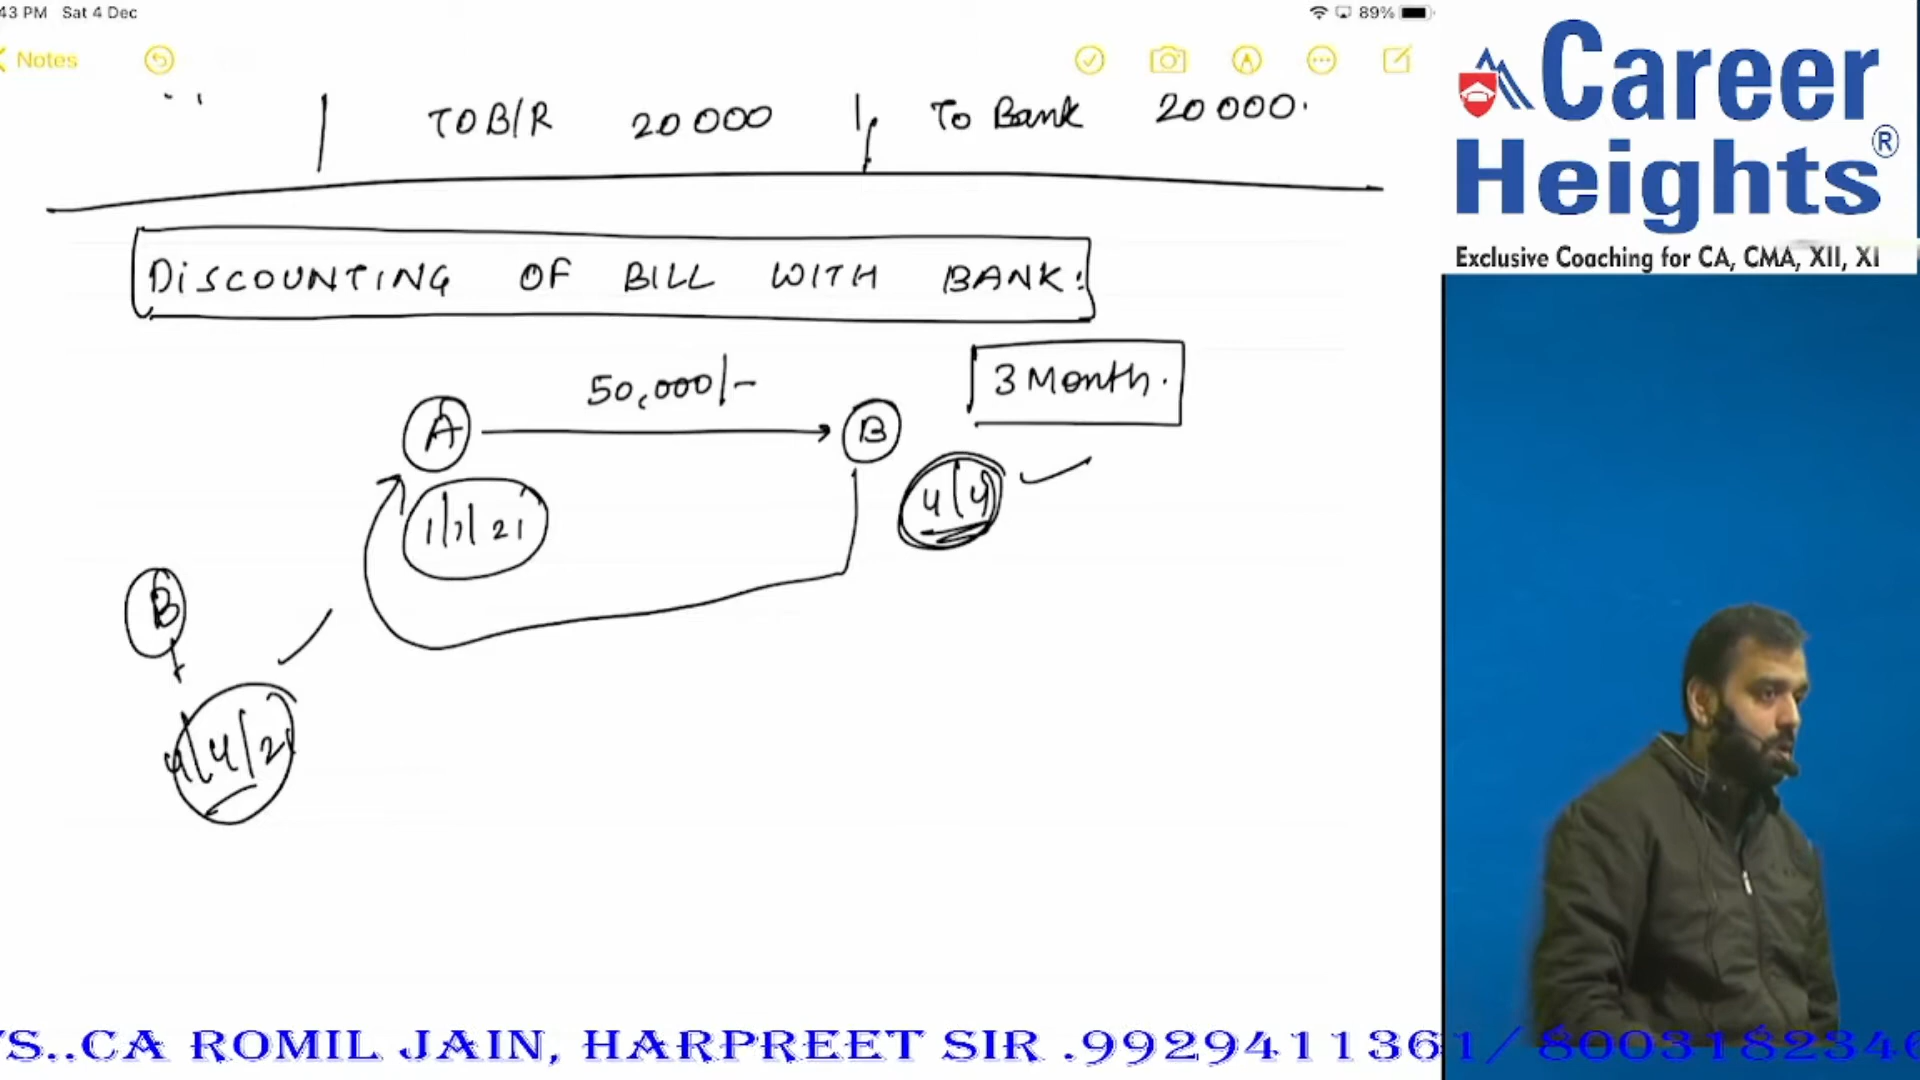 43 PM Sat 4 Dec
89%
Notes
TO B/R 20000 To Bank 20000.
DISCOUNTING OF BILL WITH BANK:
50,000/-
3 Month.
A B
1/1/21
4/4
B
4/4/21
Career
Heights®
Exclusive Coaching for CA, CMA, XII, XI
S..CA ROMIL JAIN, HARPREET SIR .9929411361/ 800318234